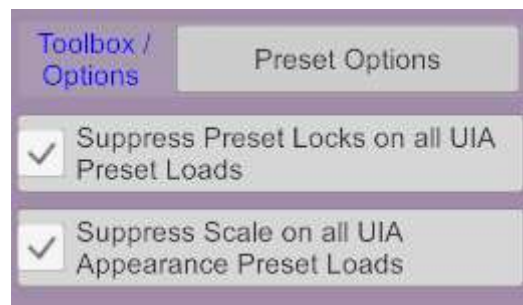 Toolbox /
Options
Preset Options
Suppress Preset Locks on all UIA
Preset Loads
Suppress Scale on all UIA
Appearance Preset Loads